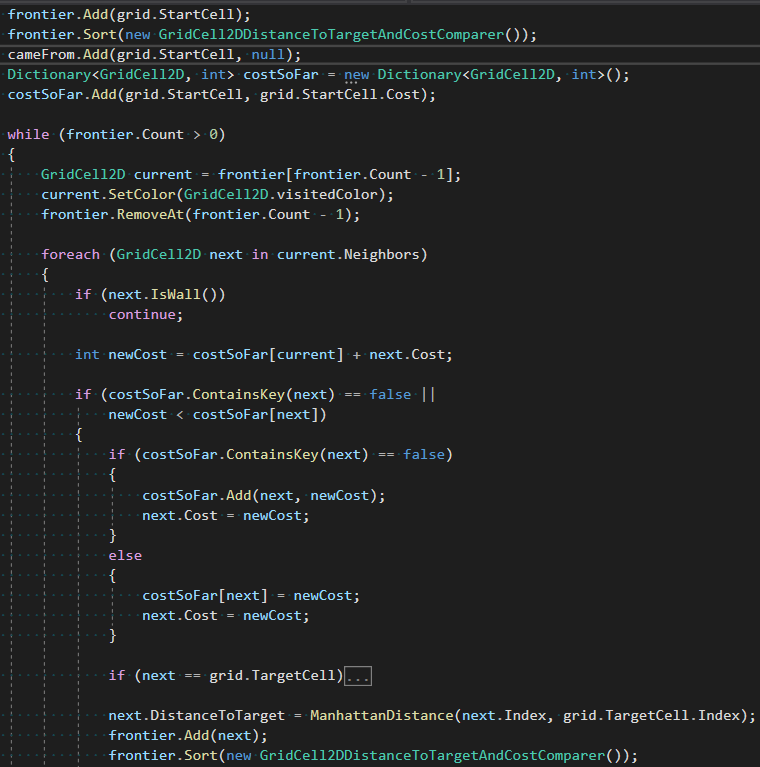 frontier.Add(grid.StartCell);
frontier.Sort(new GridCell2DDistanceToTargetAndCostComparer());
cameFrom.Add(grid.StartCell, null);
Dictionary<GridCell2D, int> costSoFar = new Dictionary<GridCell2D, int>();
costSoFar.Add(grid.StartCell, grid.StartCell.Cost);

while (frontier.Count > 0)
{
    GridCell2D current = frontier[frontier.Count - 1];
    current.SetColor(GridCell2D.visitedColor);
    frontier.RemoveAt(frontier.Count - 1);

    foreach (GridCell2D next in current.Neighbors)
    {
        if (next.IsWall())
            continue;

        int newCost = costSoFar[current] + next.Cost;

        if (costSoFar.ContainsKey(next) == false ||
            newCost < costSoFar[next])
        {
            if (costSoFar.ContainsKey(next) == false)
            {
                costSoFar.Add(next, newCost);
                next.Cost = newCost;
            }
            else
            {
                costSoFar[next] = newCost;
                next.Cost = newCost;
            }

            if (next == grid.TargetCell)...

            next.DistanceToTarget = ManhattanDistance(next.Index, grid.TargetCell.Index);
            frontier.Add(next);
            frontier.Sort(new GridCell2DDistanceToTargetAndCostComparer());